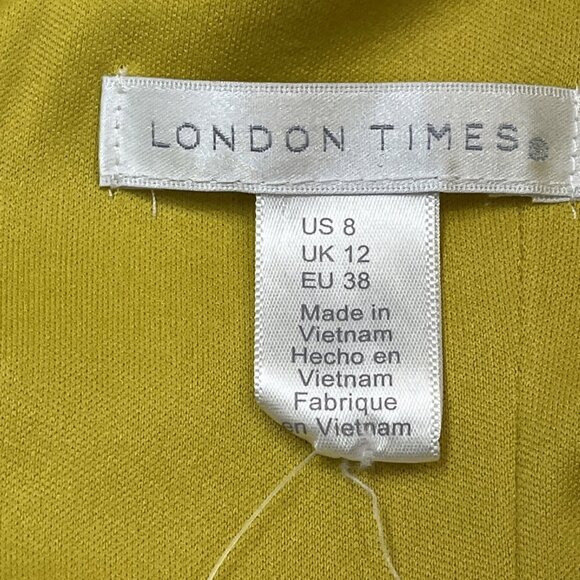 LONDON TIMES.
US 8
UK 12
EU 38
Made in
Vietnam
Hecho en
Vietnam
Fabrique
en Vietnam